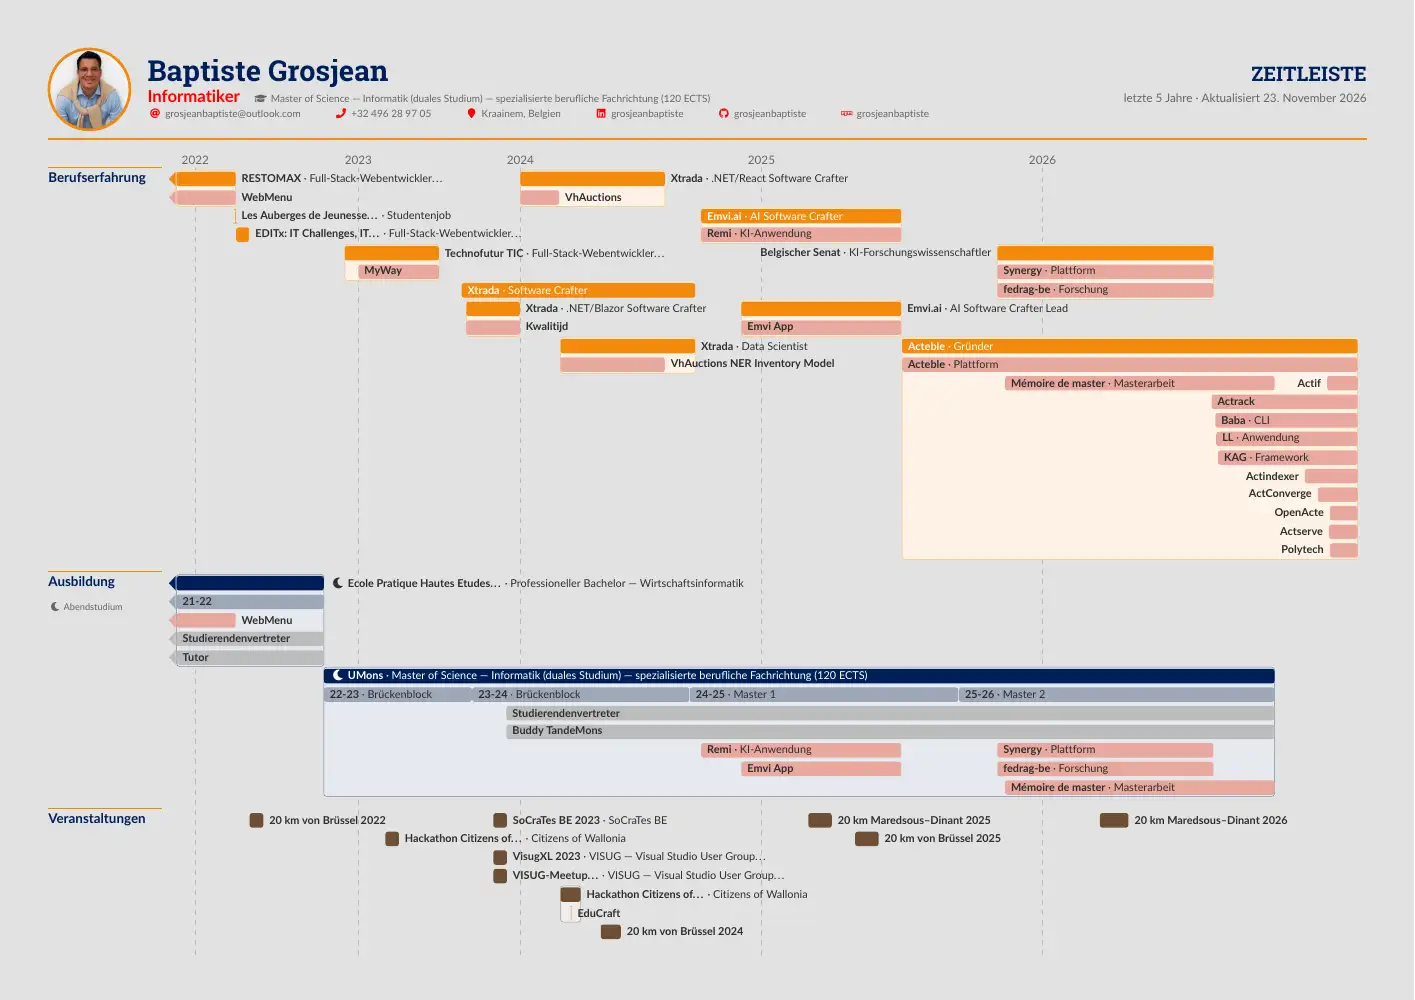 Baptiste Grosjean
ZEITLEISTE
Informatiker Master of Science — Informatik (duales Studium) — spezialisierte berufliche Fachrichtung (120 ECTS)
letzte 5 Jahre · Aktualisiert 23. November 2026
grosjeanbaptiste@outlook.com +32 496 28 97 05 Kraainem, Belgien grosjeanbaptiste grosjeanbaptiste grosjeanbaptiste
2022 2023 2024 2025 2026
Berufserfahrung
RESTOMAX · Full-Stack-Webentwickler… Xtrada · .NET/React Software Crafter
WebMenu VhAuctions
Les Auberges de Jeunesse… · Studentenjob Emvi.ai · AI Software Crafter
EDITx: IT Challenges, IT… · Full-Stack-Webentwickler… Remi · KI-Anwendung
Technofutur TIC · Full-Stack-Webentwickler… Belgischer Senat · KI-Forschungswissenschaftler
MyWay Synergy · Plattform
Xtrada · Software Crafter fedrag-be · Forschung
Xtrada · .NET/Blazor Software Crafter Emvi.ai · AI Software Crafter Lead
Kwalitijd Emvi App
Xtrada · Data Scientist Acteble · Gründer
VhAuctions NER Inventory Model Acteble · Plattform
Mémoire de master · Masterarbeit Actif
Actrack
Baba · CLI
LL · Anwendung
KAG · Framework
Actindexer
ActConverge
OpenActe
Actserve
Polytech
Ausbildung
Ecole Pratique Hautes Etudes… · Professioneller Bachelor — Wirtschaftsinformatik
21-22
Abendstudium
WebMenu
Studierendenvertreter
Tutor
UMons · Master of Science — Informatik (duales Studium) — spezialisierte berufliche Fachrichtung (120 ECTS)
22-23 · Brückenblock 23-24 · Brückenblock 24-25 · Master 1 25-26 · Master 2
Studierendenvertreter
Buddy TandeMons
Remi · KI-Anwendung Synergy · Plattform
Emvi App fedrag-be · Forschung
Mémoire de master · Masterarbeit
Veranstaltungen
20 km von Brüssel 2022 SoCraTes BE 2023 · SoCraTes BE 20 km Maredsous–Dinant 2025 20 km Maredsous–Dinant 2026
Hackathon Citizens of… · Citizens of Wallonia 20 km von Brüssel 2025
VisugXL 2023 · VISUG — Visual Studio User Group…
VISUG-Meetup… · VISUG — Visual Studio User Group…
Hackathon Citizens of… · Citizens of Wallonia
EduCraft
20 km von Brüssel 2024